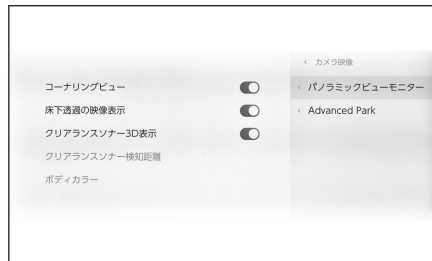 コーナリングビュー
床下透過の映像表示
クリアランスソナー3D表示
クリアランスソナー検知距離
ボディカラー
< カメラ映像
< パノラミックビューモニター
< Advanced Park